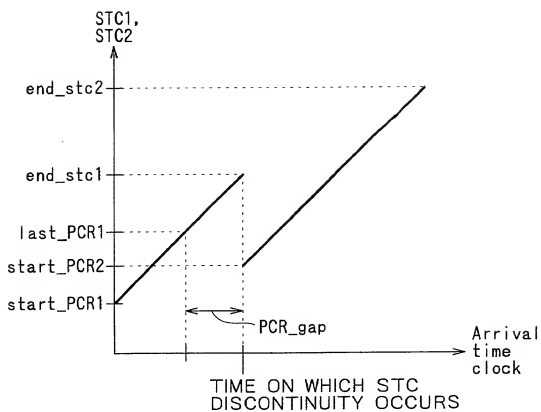 STC1,
STC2
end_stc2
end_stc1
last_PCR1
start_PCR2
start_PCR1
PCR_gap
Arrival
time
clock
TIME ON WHICH STC
DISCONTINUITY OCCURS